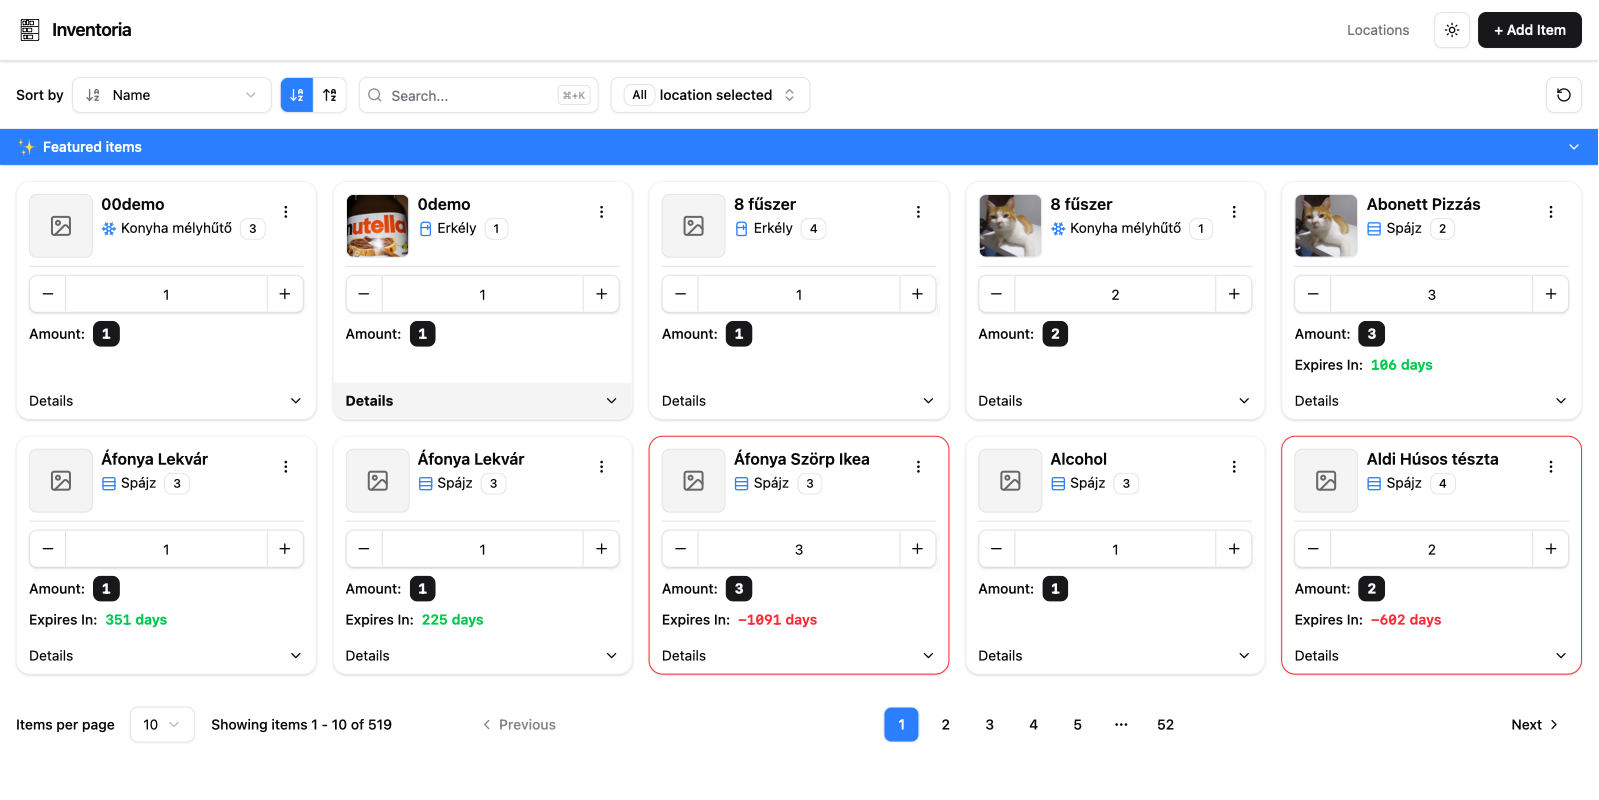 Inventoria
Locations
+ Add Item
Sort by
Name
Search...
⌘+K
All location selected
✨ Featured items
00demo
Konyha mélyhűtő 3
1
Amount: 1
Details
0demo
Erkély 1
nutella
1
Amount: 1
Details
8 fűszer
Erkély 4
1
Amount: 1
Details
8 fűszer
Konyha mélyhűtő 1
2
Amount: 2
Details
Abonett Pizzás
Spájz 2
3
Amount: 3
Expires In: 106 days
Details
Áfonya Lekvár
Spájz 3
1
Amount: 1
Expires In: 351 days
Details
Áfonya Lekvár
Spájz 3
1
Amount: 1
Expires In: 225 days
Details
Áfonya Szörp Ikea
Spájz 3
3
Amount: 3
Expires In: -1091 days
Details
Alcohol
Spájz 3
1
Amount: 1
Details
Aldi Húsos tészta
Spájz 4
2
Amount: 2
Expires In: -602 days
Details
Items per page 10 Showing items 1 - 10 of 519 Previous 1 2 3 4 5 ··· 52 Next